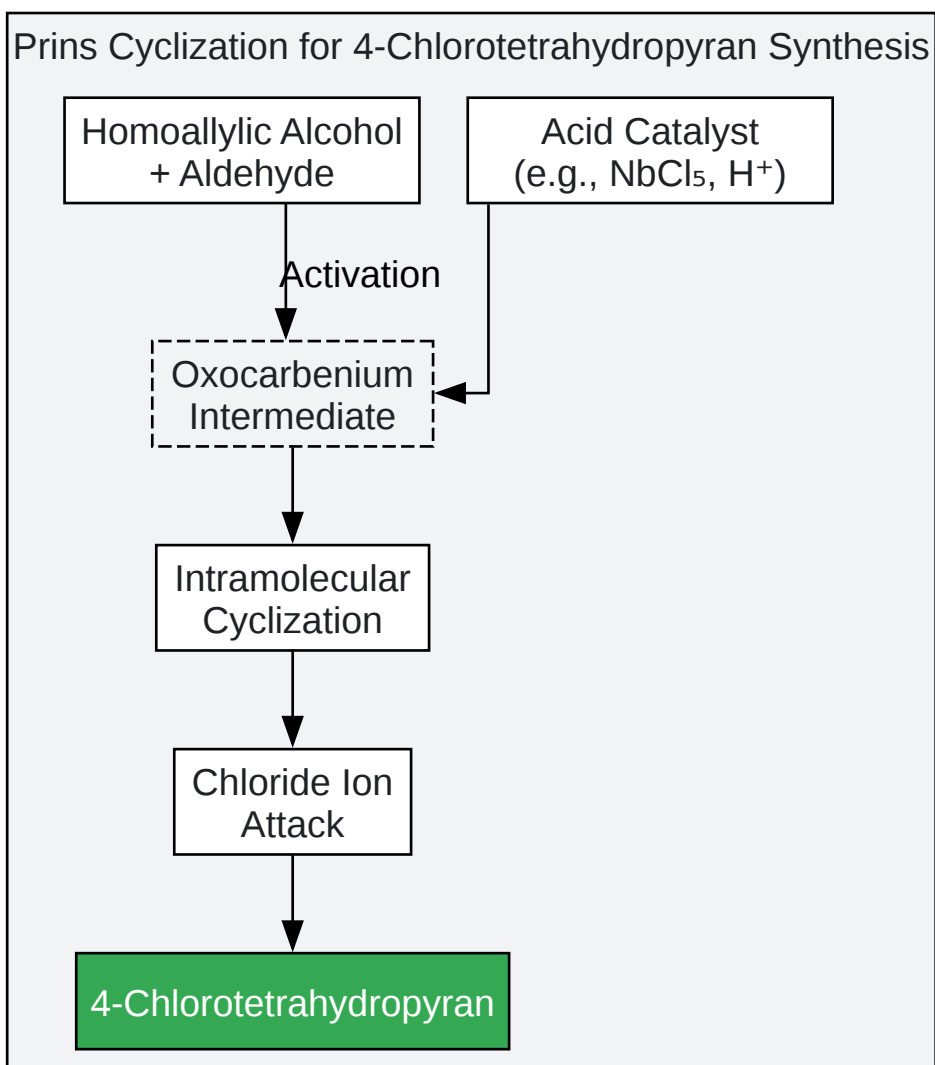 Prins Cyclization for 4-Chlorotetrahydropyran Synthesis
Homoallylic Alcohol
+ Aldehyde
Acid Catalyst
(e.g., NbCl₅, H⁺)
Activation
Oxocarbenium
Intermediate
Intramolecular
Cyclization
Chloride Ion
Attack
4-Chlorotetrahydropyran